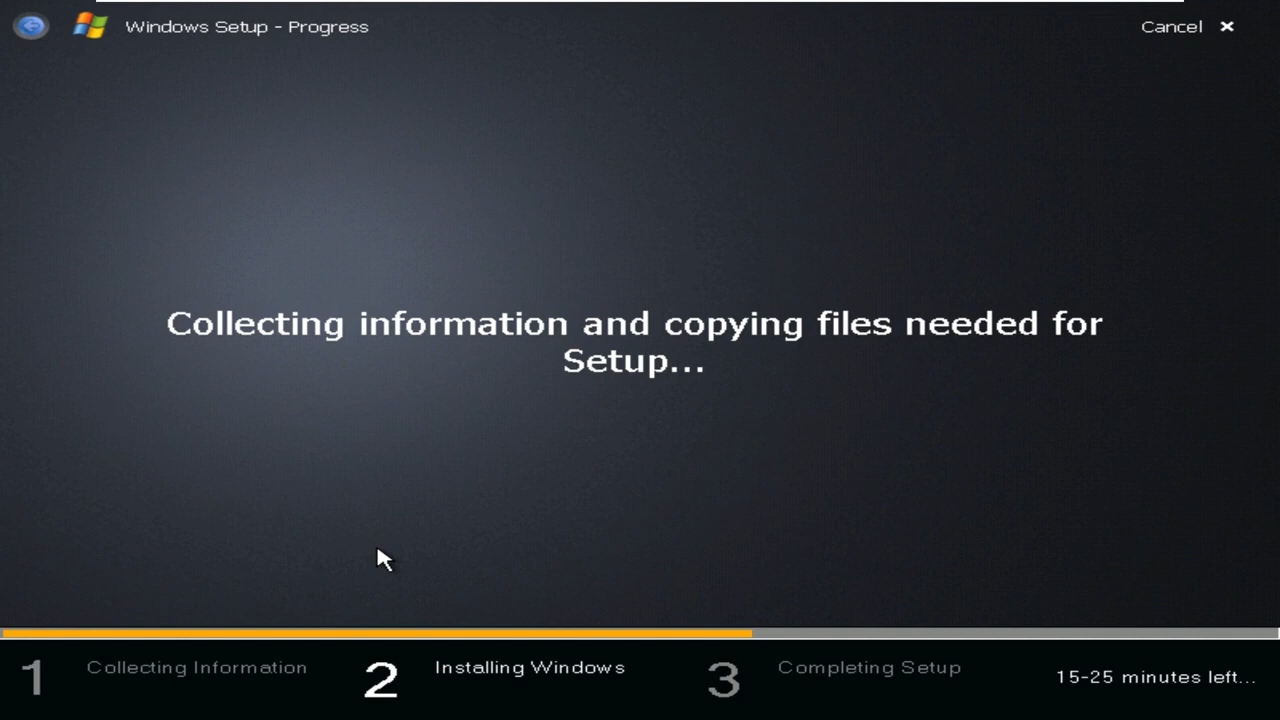 Windows Setup - Progress
Cancel ×
Collecting information and copying files needed for
Setup...
1 Collecting Information
2 Installing Windows
3 Completing Setup
15-25 minutes left...